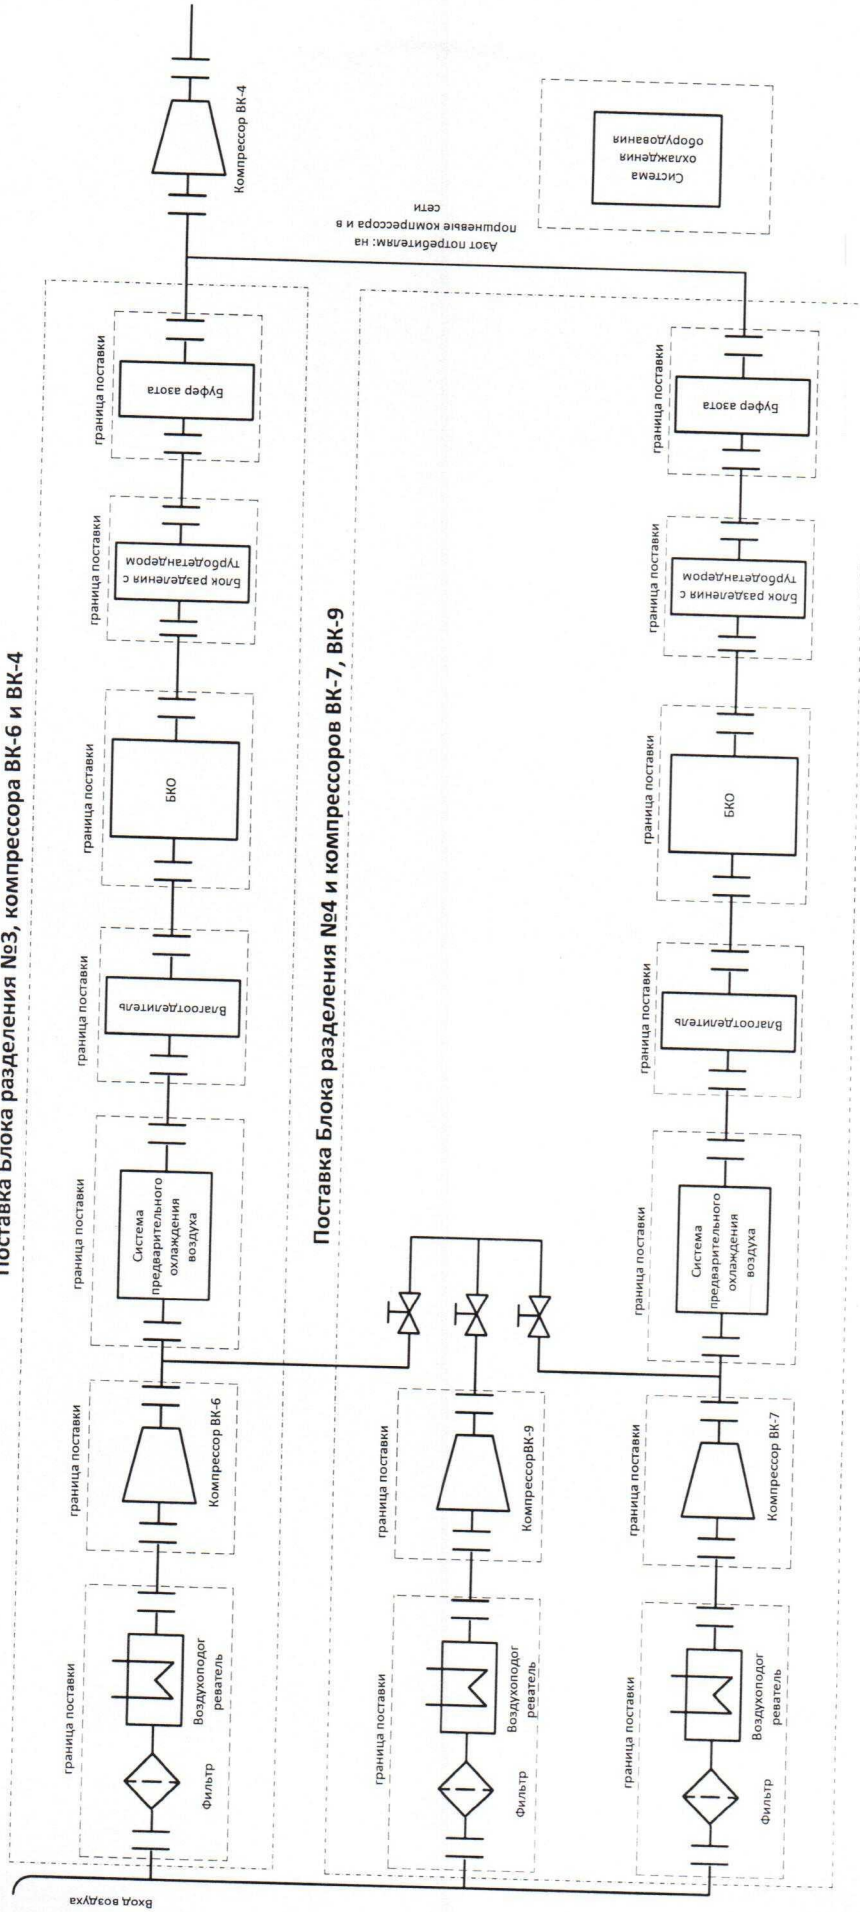 Поставка Блока разделения №3, компрессора ВК-6 и ВК-4
Вход воздуха
граница поставки
Фильтр
Воздухоподог
реватель
граница поставки
Компрессор ВК-6
граница поставки
Система
предварительного
охлаждения
воздуха
граница поставки
Влагоотделитель
граница поставки
БКО
граница поставки
Блок разделения с
турбодетандером
граница поставки
Буфер азота
Компрессор ВК-4
Азот потребителям: на
поршневые компрессора и в
сети
Система
охлаждения
оборудования
Поставка Блока разделения №4 и компрессоров ВК-7, ВК-9
граница поставки
Фильтр
Воздухоподог
реватель
граница поставки
КомпрессорВК-9
граница поставки
Фильтр
Воздухоподог
реватель
граница поставки
Компрессор ВК-7
граница поставки
Система
предварительного
охлаждения
воздуха
граница поставки
Влагоотделитель
граница поставки
БКО
граница поставки
Блок разделения с
турбодетандером
граница поставки
Буфер азота